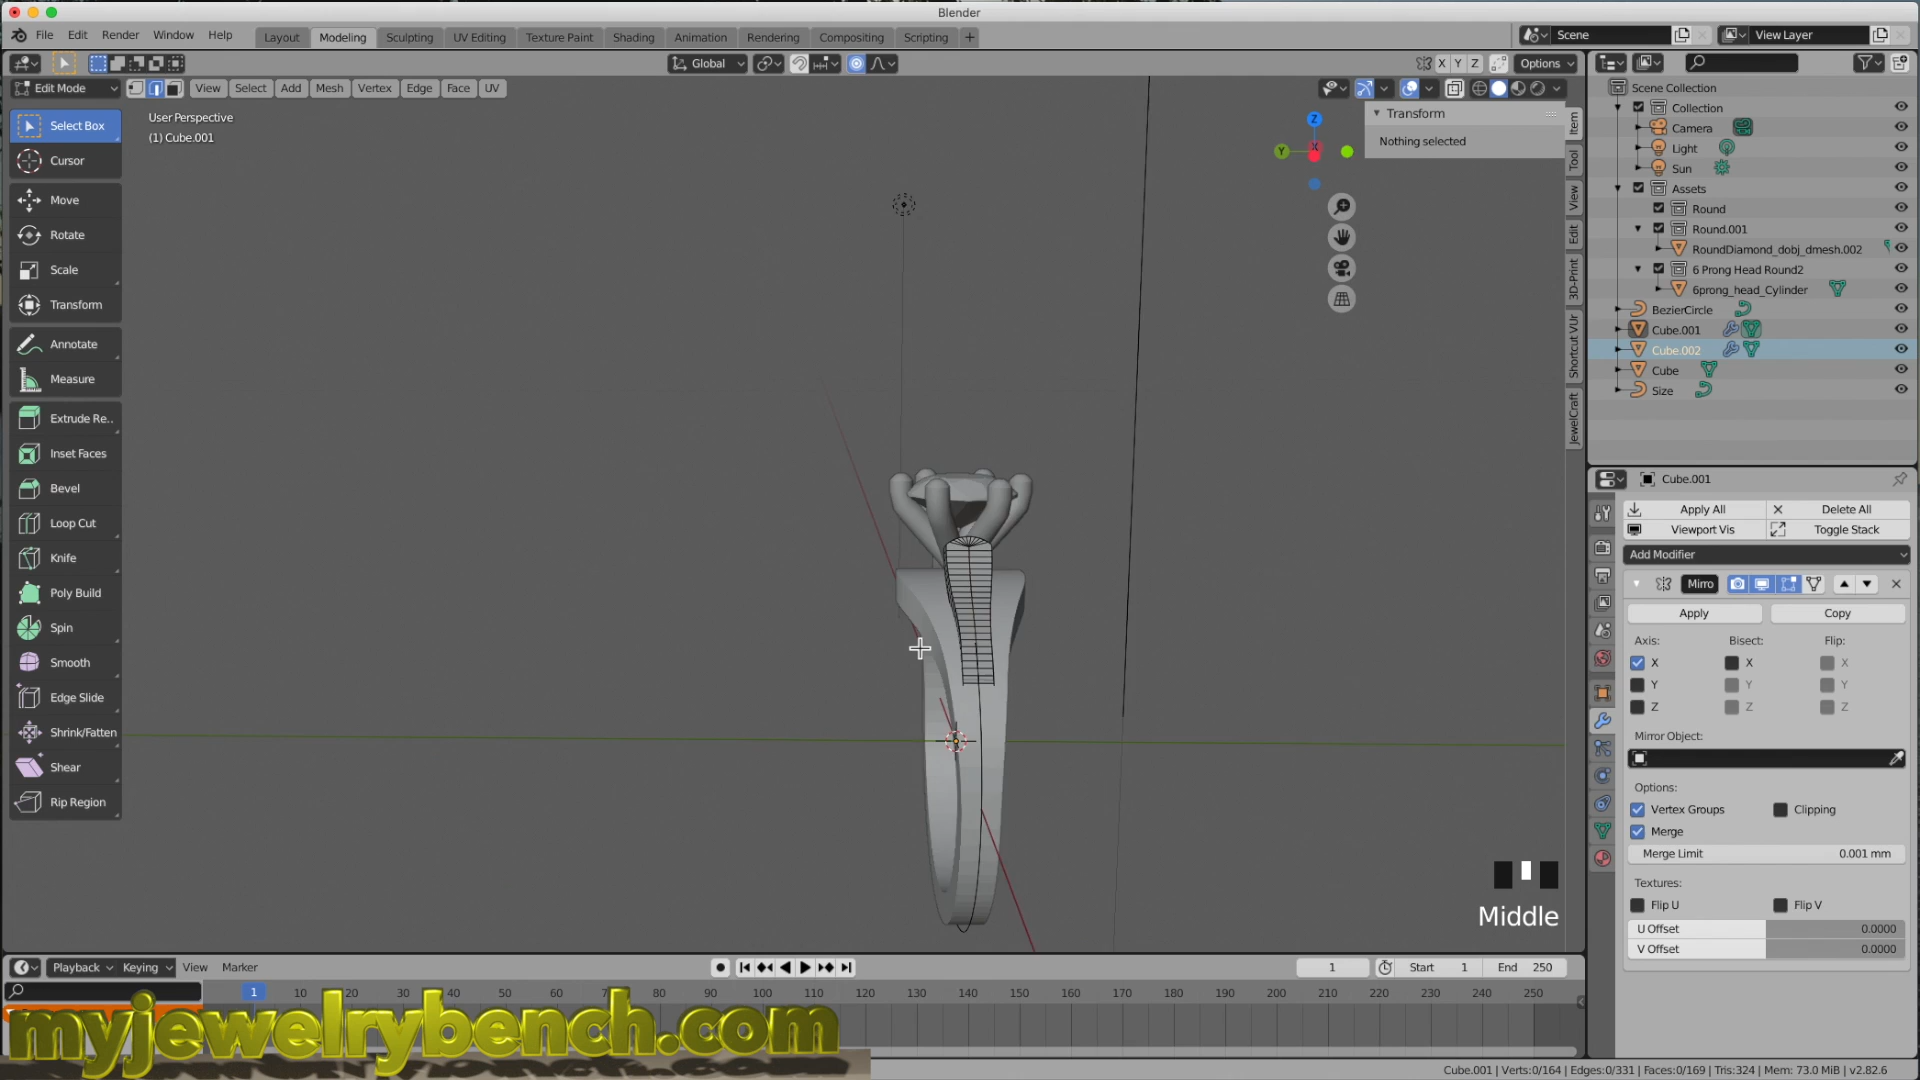 Blender
File Edit Render Window Help
Layout Modeling Sculpting UV Editing Texture Paint Shading Animation Rendering Compositing Scripting +
Scene
View Layer
Global
X Y Z
Options
Edit Mode
View Select Add Mesh Vertex Edge Face UV
Select Box
Cursor
Move
Rotate
Scale
Transform
Annotate
Measure
Extrude Re..
Inset Faces
Bevel
Loop Cut
Knife
Poly Build
Spin
Smooth
Edge Slide
Shrink/Fatten
Shear
Rip Region
User Perspective
(1) Cube.001
Z
Y
X
Transform
Nothing selected
Item
Tool
View
Edit
3D-Print
Shortcut VUr
JewelCraft
Middle
Scene Collection
Collection
Camera
Light
Sun
Assets
Round
Round.001
RoundDiamond_dobj_dmesh.002
6 Prong Head Round2
6prong_head_Cylinder
BezierCircle
Cube.001
Cube.002
Cube
Size
Cube.001
Apply All
Delete All
Viewport Vis
Toggle Stack
Add Modifier
Mirro
Apply
Copy
Axis: Bisect: Flip:
X X X
Y Y Y
Z Z Z
Mirror Object:
Options:
Vertex Groups
Clipping
Merge
Merge Limit 0.001 mm
Textures:
Flip U
Flip V
U Offset 0.0000
V Offset 0.0000
Playback Keying View Marker
1
Start 1
End 250
1 10 20 30 40 50 60 70 80 90 100 110 120 130 140 150 160 170 180 190 200 210 220 230 240 250
myjewelrybench.com
Cube.001 | Verts:0/164 | Edges:0/331 | Faces:0/169 | Tris:324 | Mem: 73.0 MiB | v2.82.6